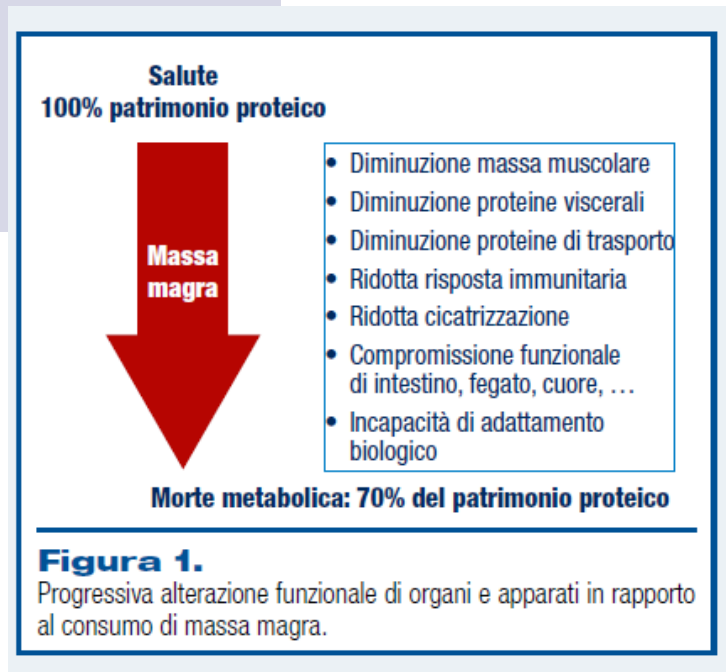 Salute
100% patrimonio proteico
Massa
magra
• Diminuzione massa muscolare
• Diminuzione proteine viscerali
• Diminuzione proteine di trasporto
• Ridotta risposta immunitaria
• Ridotta cicatrizzazione
• Compromissione funzionale
di intestino, fegato, cuore, …
• Incapacità di adattamento
biologico
Morte metabolica: 70% del patrimonio proteico
Figura 1.
Progressiva alterazione funzionale di organi e apparati in rapporto
al consumo di massa magra.